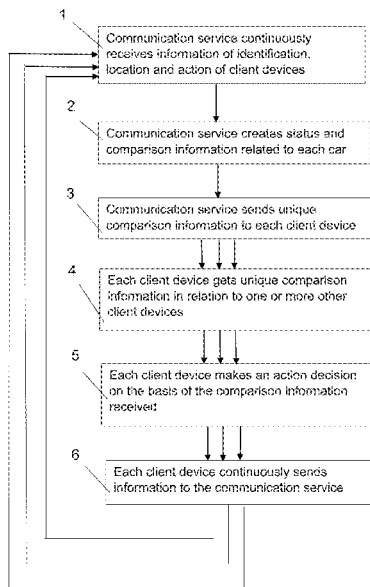 1
Communication service continuously
receives information of identification,
location and action of client devices
2
Communication service creates status and
comparison information related to each car
3
Communication service sends unique
comparison information to each client device
4
Each client device gets unique comparison
information in relation to one or more other
client devices
5
Each client device makes an action decision
on the basis of the comparison information
received
6
Each client device continuously sends
information to the communication service